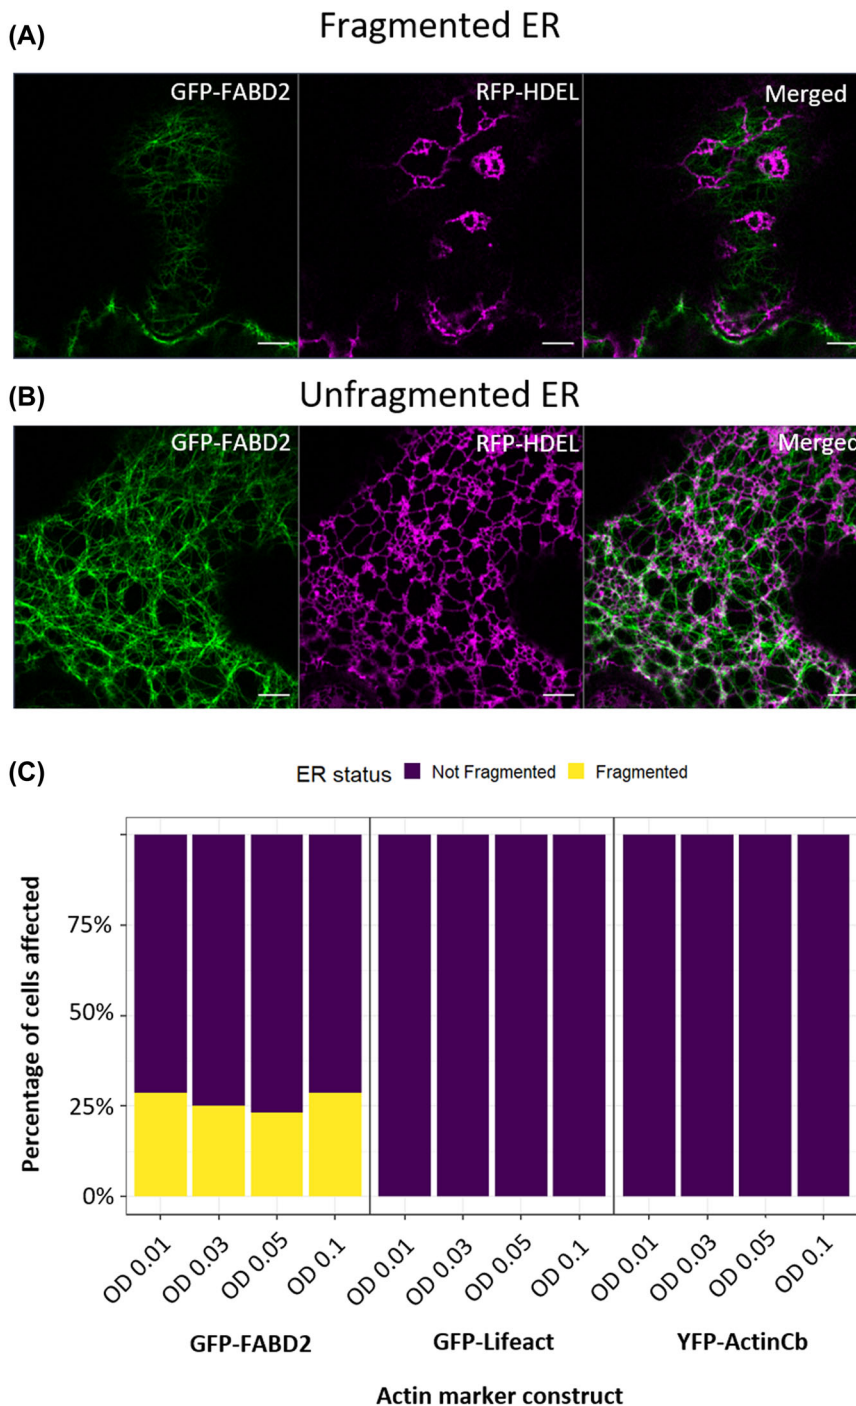 (A)
Fragmented ER
GFP-FABD2 RFP-HDEL Merged
(B)
Unfragmented ER
GFP-FABD2 RFP-HDEL Merged
(C)
ER status Not Fragmented Fragmented
Percentage of cells affected
75%
50%
25%
0%
OD 0.01 OD 0.03 OD 0.05 OD 0.1 OD 0.01 OD 0.03 OD 0.05 OD 0.1 OD 0.01 OD 0.03 OD 0.05 OD 0.1
GFP-FABD2 GFP-Lifeact YFP-ActinCb
Actin marker construct